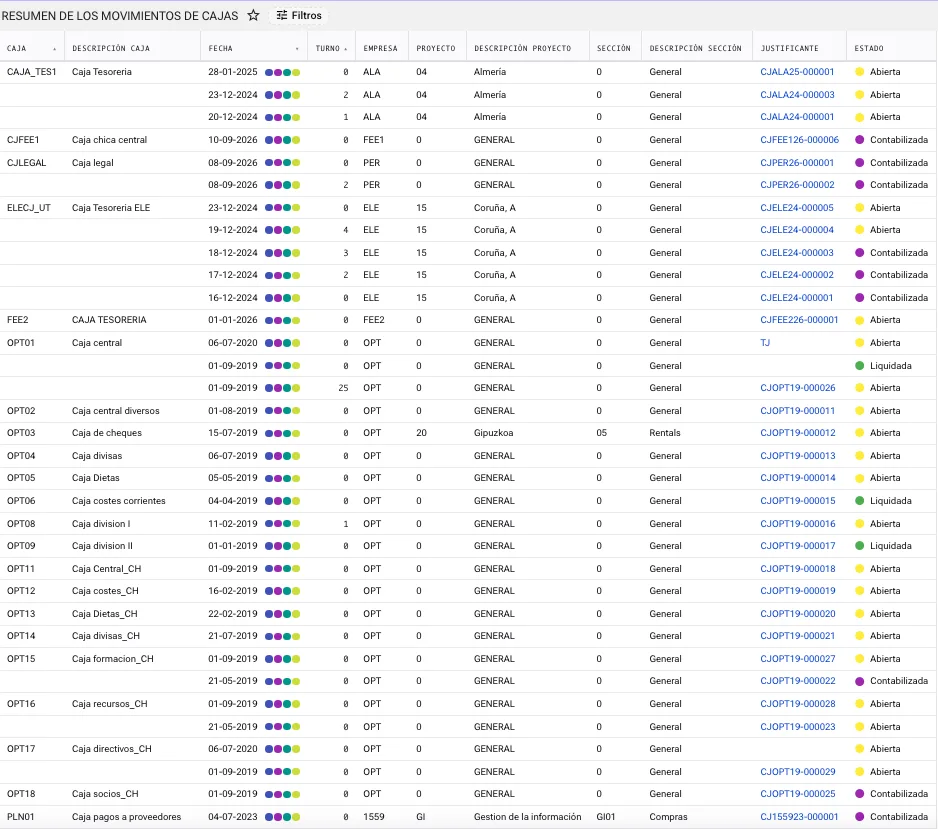 RESUMEN DE LOS MOVIMIENTOS DE CAJAS Filtros
CAJA DESCRIPCIÓN CAJA FECHA TURNO EMPRESA PROYECTO DESCRIPCIÓN PROYECTO SECCIÓN DESCRIPCIÓN SECCIÓN JUSTIFICANTE ESTADO
CAJA_TES1 Caja Tesoreria 28-01-2025 0 ALA 04 Almería 0 General CJALA25-000001 Abierta
23-12-2024 2 ALA 04 Almería 0 General CJALA24-000003 Abierta
20-12-2024 1 ALA 04 Almería 0 General CJALA24-000001 Abierta
CJFEE1 Caja chica central 10-09-2026 0 FEE1 0 GENERAL 0 General CJFEE126-000006 Contabilizada
CJLEGAL Caja legal 08-09-2026 0 PER 0 GENERAL 0 General CJPER26-000001 Contabilizada
08-09-2026 2 PER 0 GENERAL 0 General CJPER26-000002 Contabilizada
ELECJ_UT Caja Tesoreria ELE 23-12-2024 0 ELE 15 Coruña, A 0 General CJELE24-000005 Abierta
19-12-2024 4 ELE 15 Coruña, A 0 General CJELE24-000004 Abierta
18-12-2024 3 ELE 15 Coruña, A 0 General CJELE24-000003 Contabilizada
17-12-2024 2 ELE 15 Coruña, A 0 General CJELE24-000002 Contabilizada
16-12-2024 0 ELE 15 Coruña, A 0 General CJELE24-000001 Contabilizada
FEE2 CAJA TESORERIA 01-01-2026 0 FEE2 0 GENERAL 0 General CJFEE226-000001 Abierta
OPT01 Caja central 06-07-2020 0 OPT 0 GENERAL 0 General TJ Abierta
01-09-2019 0 OPT 0 GENERAL 0 General Liquidada
01-09-2019 25 OPT 0 GENERAL 0 General CJOPT19-000026 Abierta
OPT02 Caja central diversos 01-08-2019 0 OPT 0 GENERAL 0 General CJOPT19-000011 Abierta
OPT03 Caja de cheques 15-07-2019 0 OPT 20 Gipuzkoa 05 Rentals CJOPT19-000012 Abierta
OPT04 Caja divisas 06-07-2019 0 OPT 0 GENERAL 0 General CJOPT19-000013 Abierta
OPT05 Caja Dietas 05-05-2019 0 OPT 0 GENERAL 0 General CJOPT19-000014 Abierta
OPT06 Caja costes corrientes 04-04-2019 0 OPT 0 GENERAL 0 General CJOPT19-000015 Liquidada
OPT08 Caja division I 11-02-2019 1 OPT 0 GENERAL 0 General CJOPT19-000016 Abierta
OPT09 Caja division II 01-01-2019 0 OPT 0 GENERAL 0 General CJOPT19-000017 Liquidada
OPT11 Caja Central_CH 01-09-2019 0 OPT 0 GENERAL 0 General CJOPT19-000018 Abierta
OPT12 Caja costes_CH 16-02-2019 0 OPT 0 GENERAL 0 General CJOPT19-000019 Abierta
OPT13 Caja Dietas_CH 22-02-2019 0 OPT 0 GENERAL 0 General CJOPT19-000020 Abierta
OPT14 Caja divisas_CH 21-07-2019 0 OPT 0 GENERAL 0 General CJOPT19-000021 Abierta
OPT15 Caja formacion_CH 01-09-2019 0 OPT 0 GENERAL 0 General CJOPT19-000027 Abierta
21-05-2019 0 OPT 0 GENERAL 0 General CJOPT19-000022 Contabilizada
OPT16 Caja recursos_CH 01-09-2019 0 OPT 0 GENERAL 0 General CJOPT19-000028 Abierta
21-05-2019 0 OPT 0 GENERAL 0 General CJOPT19-000023 Abierta
OPT17 Caja directivos_CH 06-07-2020 0 OPT 0 GENERAL 0 General Abierta
01-09-2019 0 OPT 0 GENERAL 0 General CJOPT19-000029 Abierta
OPT18 Caja socios_CH 01-09-2019 0 OPT 0 GENERAL 0 General CJOPT19-000025 Contabilizada
PLN01 Caja pagos a proveedores 04-07-2023 0 1559 GI Gestion de la información GI01 Compras CJ155923-000001 Contabilizada